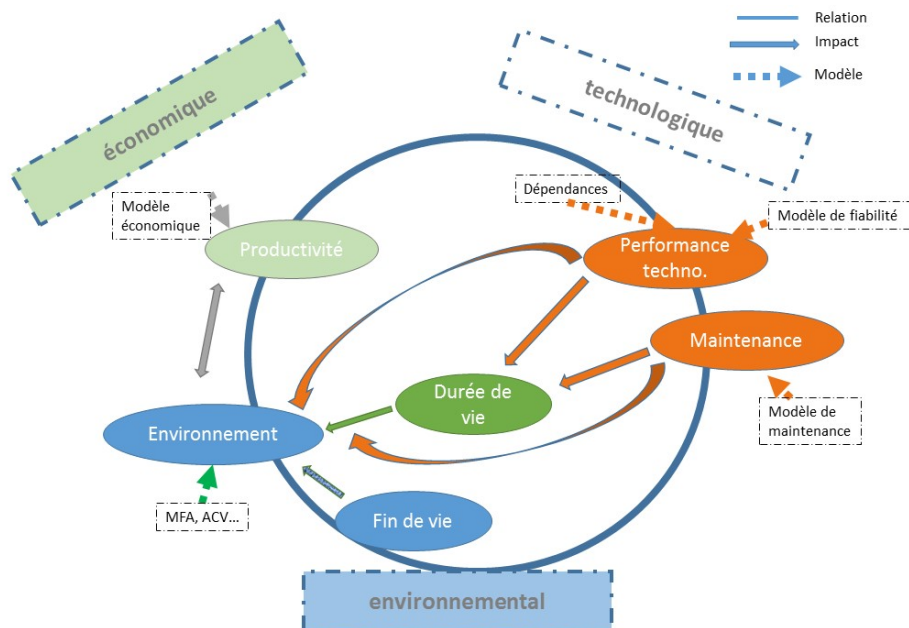 Relation
Impact
Modèle
économique
technologique
Dépendances
Modèle
économique
Modèle de fiabilité
Productivité
Performance
techno.
Maintenance
Durée de
vie
Environnement
Modèle de
maintenance
MFA, ACV...
Fin de vie
environnemental